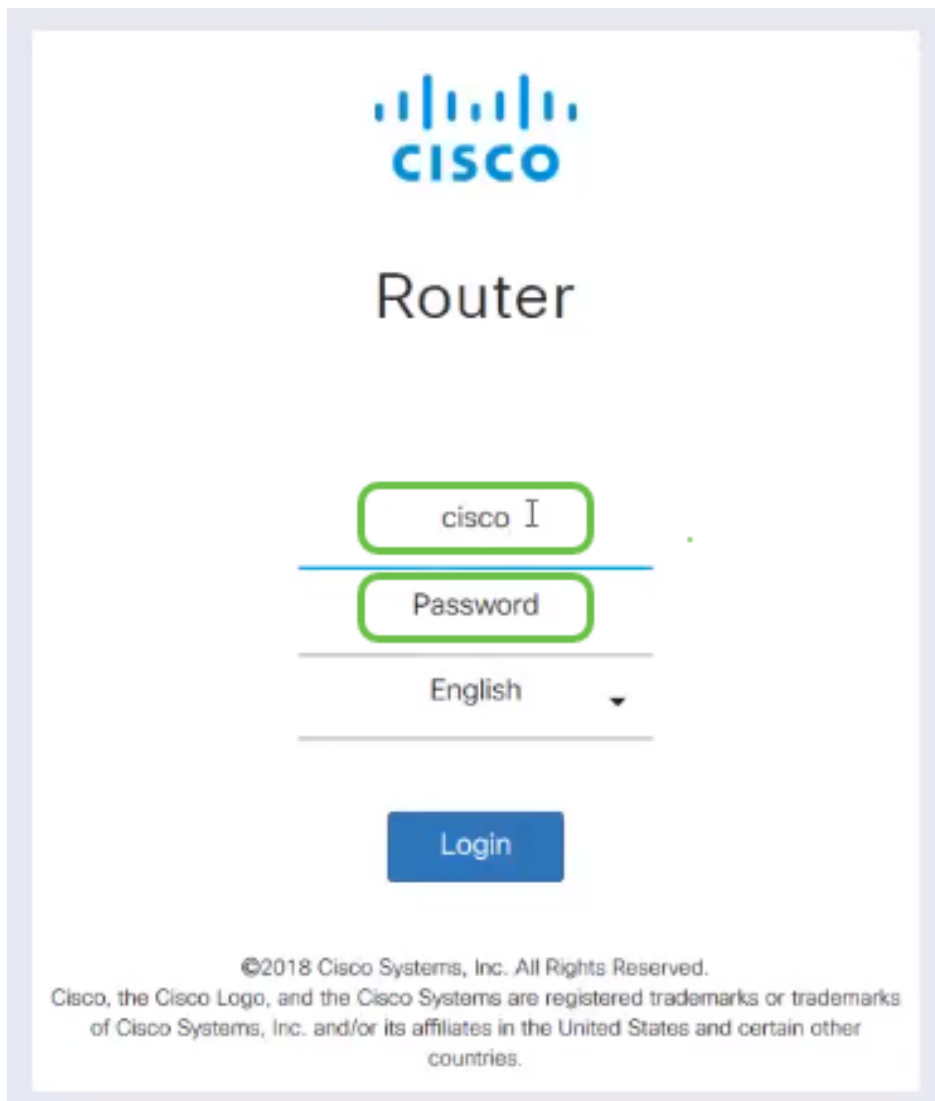 CISCO
Router
cisco
Password
English
Login
©2018 Cisco Systems, Inc. All Rights Reserved.
Cisco, the Cisco Logo, and the Cisco Systems are registered trademarks or trademarks
of Cisco Systems, Inc. and/or its affiliates in the United States and certain other
countries.